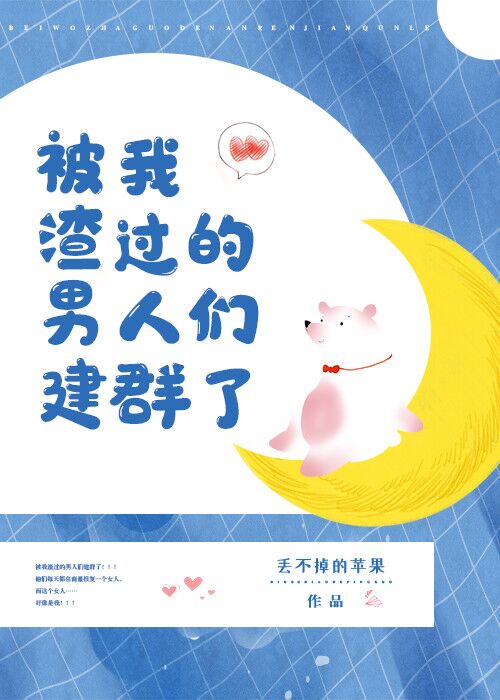 BEIWOZHAGUODENANRENJIANQUNLE
被我
渣过的
男人们
建群了
被我渣过的男人们建群了！！！
他们每天都在商量报复一个女人。
而这个女人……
好像是我！！！
丢不掉的苹果
DIUBUDIAODEPINGGUO
作品